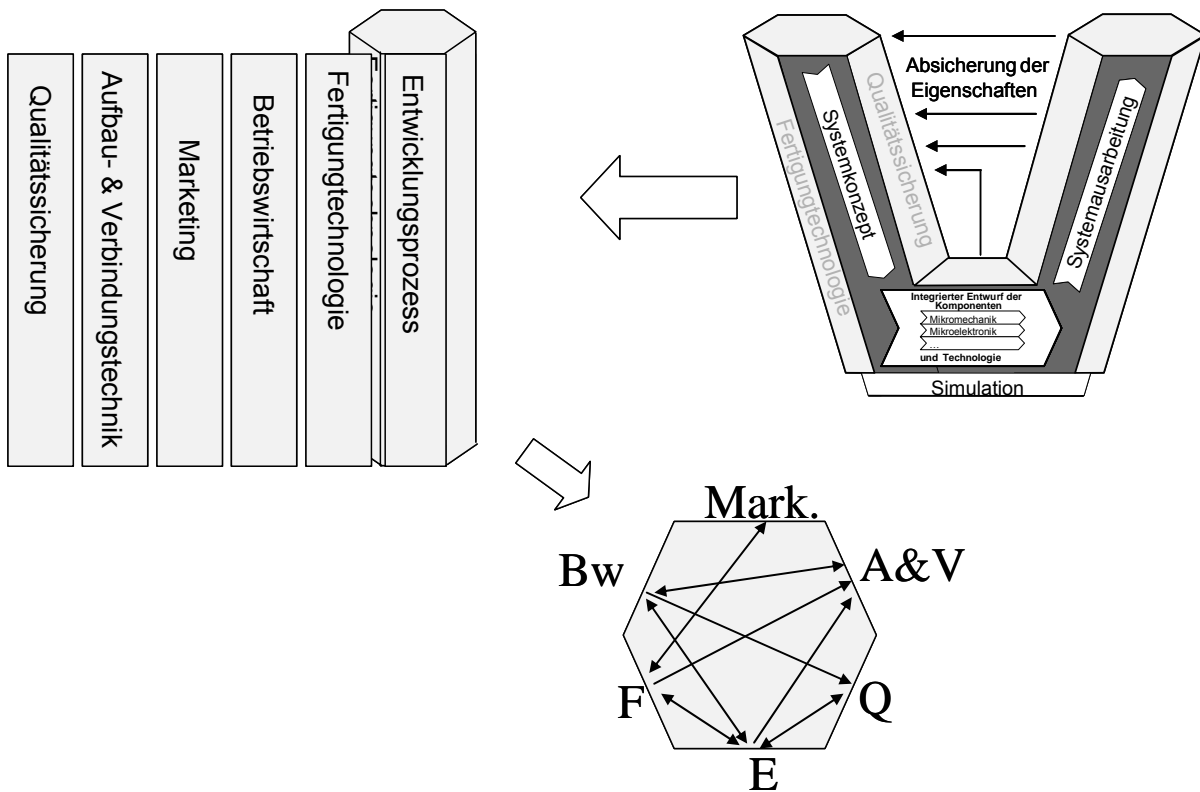 Qualitätssicherung
Aufbau- & Verbindungstechnik
Marketing
Betriebswirtschaft
Fertigungtechnologie
Entwicklungsprozess
Absicherung der
Eigenschaften
Fertigungtechnologie
Systemkonzept
Qualitätssicherung
Systemausarbeitung
Integrierter Entwurf der
Komponenten
Mikromechanik
Mikroelektronik
...
und Technologie
Simulation
Mark.
Bw
A&V
F
Q
E